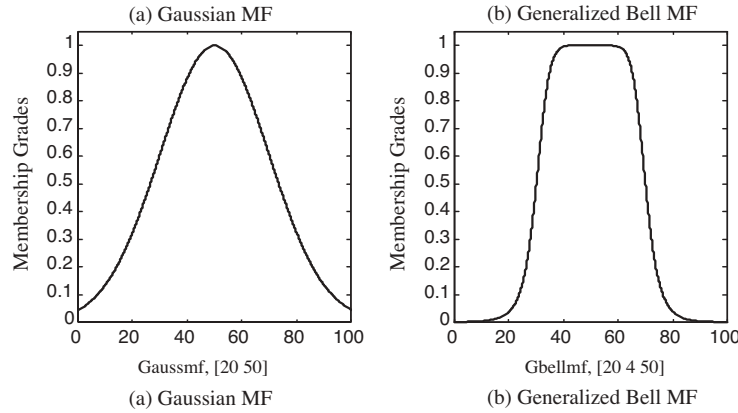 (a) Gaussian MF
1
0.9
0.8
0.7
0.6
0.5
0.4
0.3
0.2
0.1
0
Membership Grades
0 20 40 60 80 100
Gaussmf, [20 50]
(a) Gaussian MF
(b) Generalized Bell MF
1
0.9
0.8
0.7
0.6
0.5
0.4
0.3
0.2
0.1
0
Membership Grades
0 20 40 60 80 100
Gbellmf, [20 4 50]
(b) Generalized Bell MF